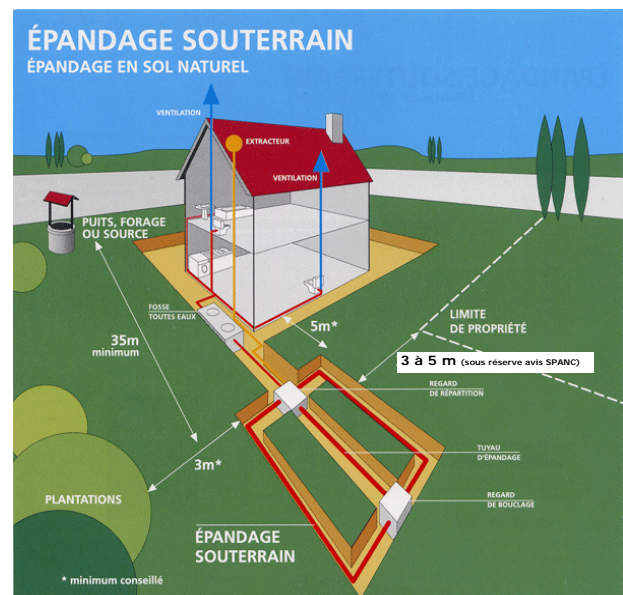 ÉPANDAGE SOUTERRAIN
ÉPANDAGE EN SOL NATUREL
VENTILATION
EXTRACTEUR
VENTILATION
PUITS, FORAGE
OU SOURCE
FOSSE
TOUTES EAUX
35m
minimum
5m*
LIMITE
DE PROPRIÉTÉ
3 à 5 m (sous réserve avis SPANC)
REGARD
DE RÉPARTITION
3m*
TUYAU
D'ÉPANDAGE
PLANTATIONS
REGARD
DE BOUCLAGE
ÉPANDAGE
SOUTERRAIN
* minimum conseillé